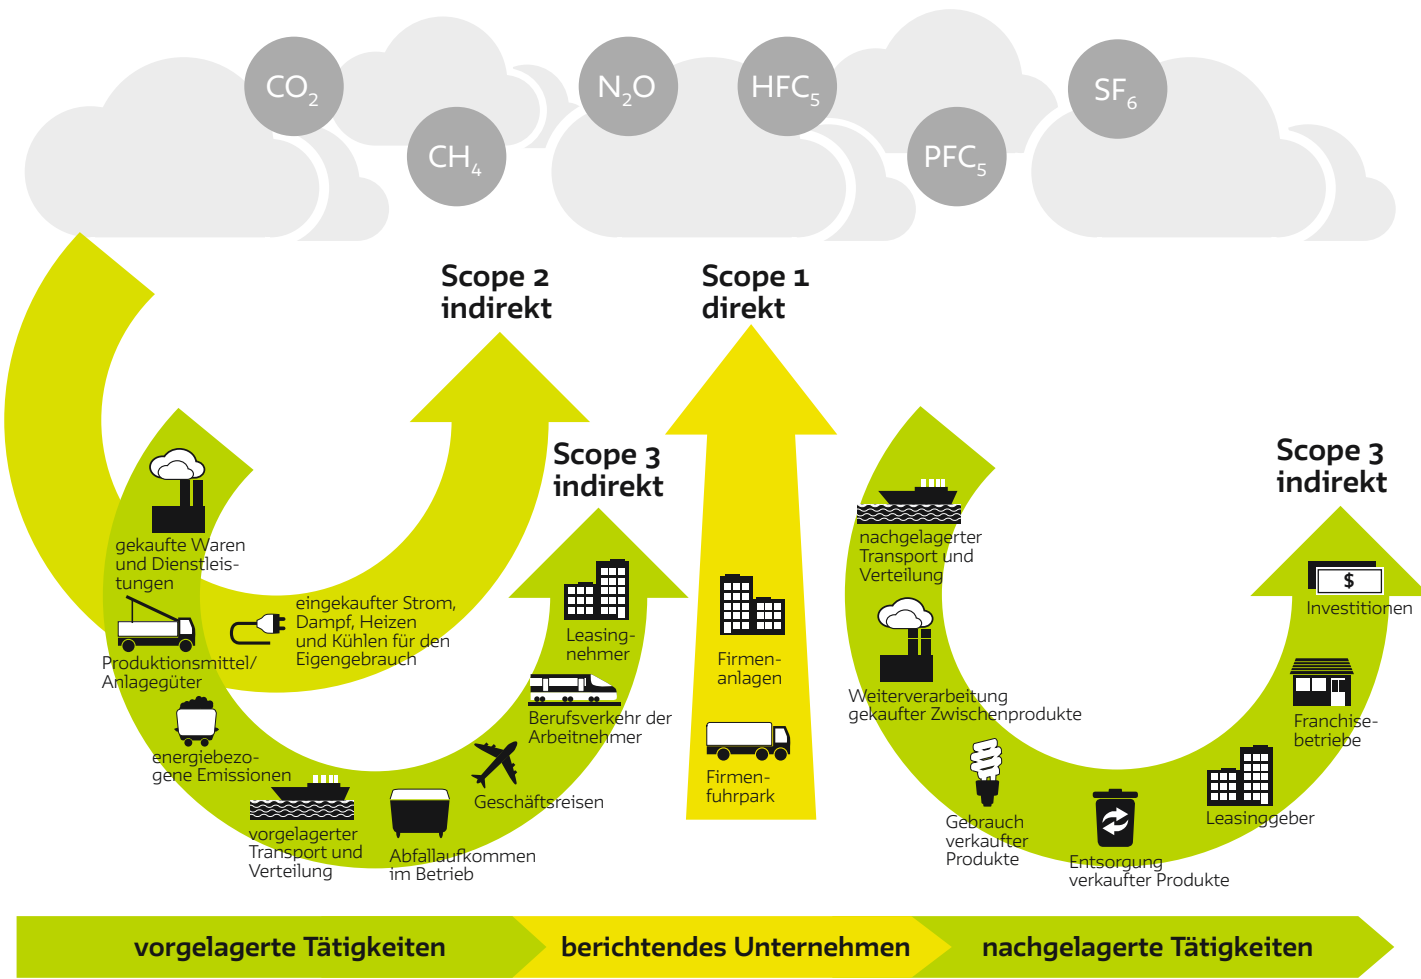 CO₂
CH₄
N₂O
HFC₅
PFC₅
SF₆
Scope 2
indirekt
Scope 1
direkt
Scope 3
indirekt
Scope 3
indirekt
gekaufte Waren
und Dienstleis-
tungen
Produktionsmittel/
Anlagegüter
energiebezo-
gene Emissionen
vorgelagerter
Transport und
Verteilung
Abfallaufkommen
im Betrieb
Geschäftsreisen
Berufsverkehr der
Arbeitnehmer
Leasing-
nehmer
eingekaufter Strom,
Dampf, Heizen
und Kühlen für den
Eigengebrauch
Firmen-
anlagen
Firmen-
fuhrpark
nachgelagerter
Transport und
Verteilung
Weiterverarbeitung
gekaufter Zwischenprodukte
Gebrauch
verkaufter
Produkte
Entsorgung
verkaufter Produkte
Leasinggeber
Franchise-
betriebe
$
Investitionen
vorgelagerte Tätigkeiten
berichtendes Unternehmen
nachgelagerte Tätigkeiten